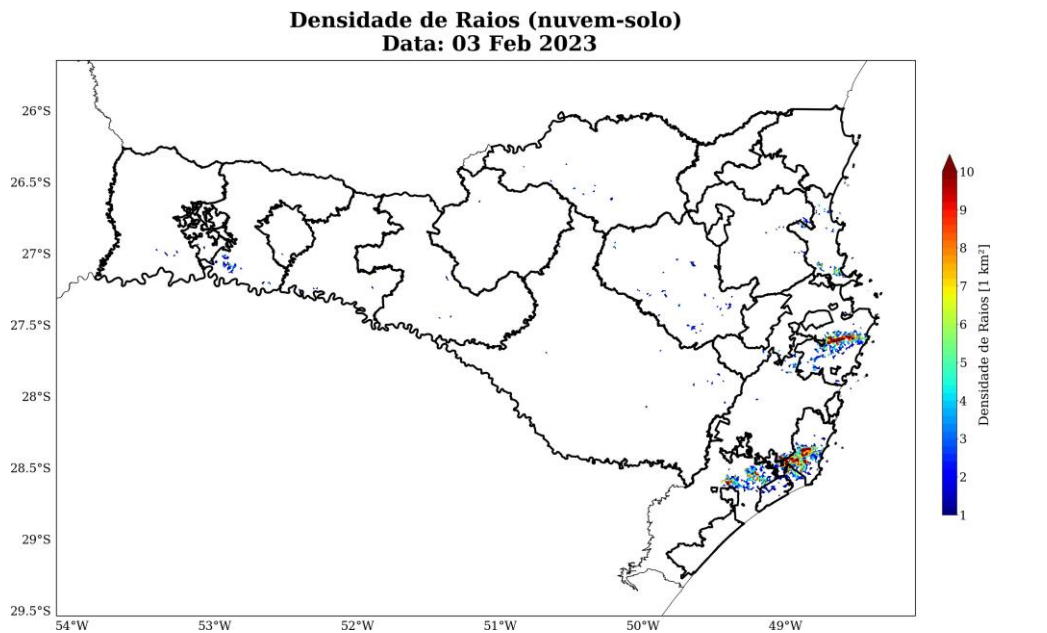 Densidade de Raios (nuvem-solo)
Data: 03 Feb 2023
26°S
26.5°S
27°S
27.5°S
28°S
28.5°S
29°S
29.5°S
54°W
53°W
52°W
51°W
50°W
49°W
10
9
8
7
6
5
4
3
2
1
Densidade de Raios [1 km²]